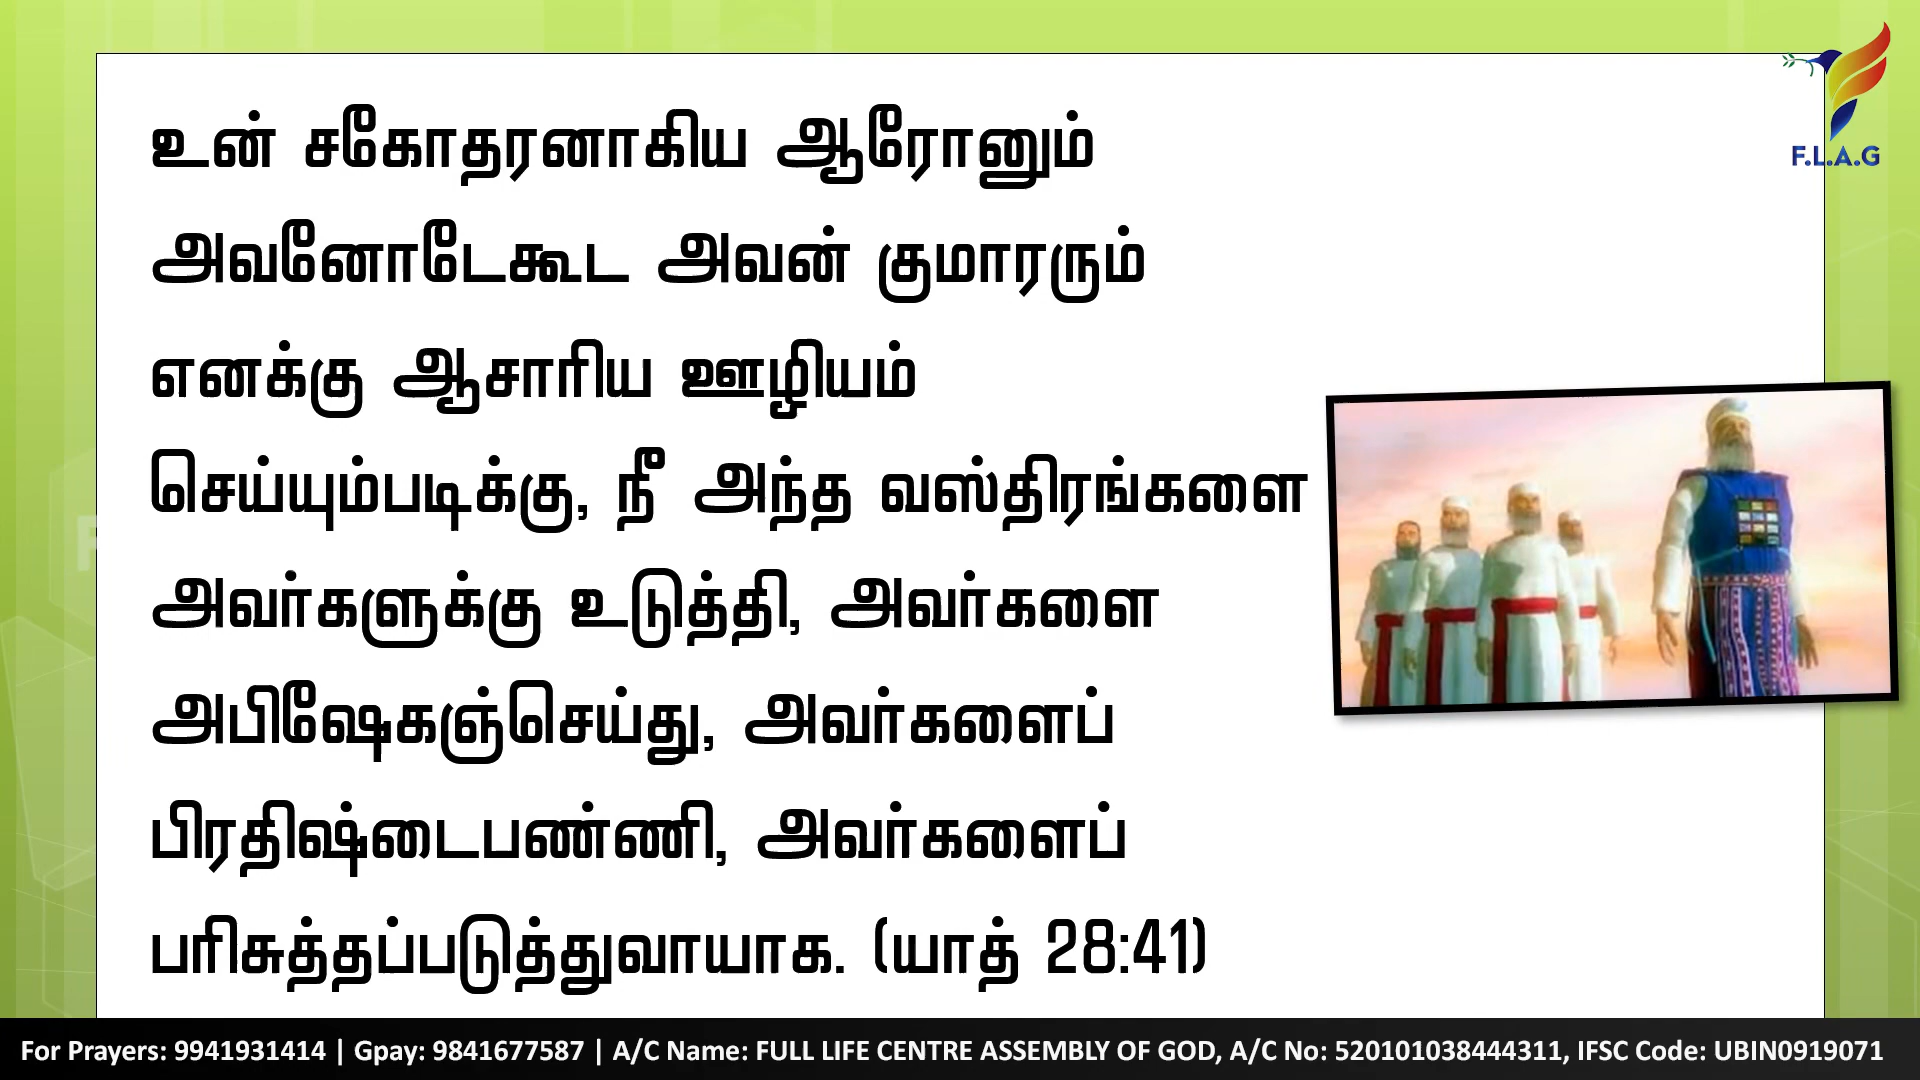 உன் சகோதரனாகிய ஆரோனும்
அவனோடேகூட அவன் குமாரரும்
எனக்கு ஆசாரிய ஊழியம்
செய்யும்படிக்கு, நீ அந்த வஸ்திரங்களை
அவர்களுக்கு உடுத்தி, அவர்களை
அபிஷேகஞ்செய்து, அவர்களைப்
பிரதிஷ்டைபண்ணி, அவர்களைப்
பரிசுத்தப்படுத்துவாயாக. (யாத் 28:41)
F.L.A.G
For Prayers: 9941931414 | Gpay: 9841677587 | A/C Name: FULL LIFE CENTRE ASSEMBLY OF GOD, A/C No: 520101038444311, IFSC Code: UBIN0919071